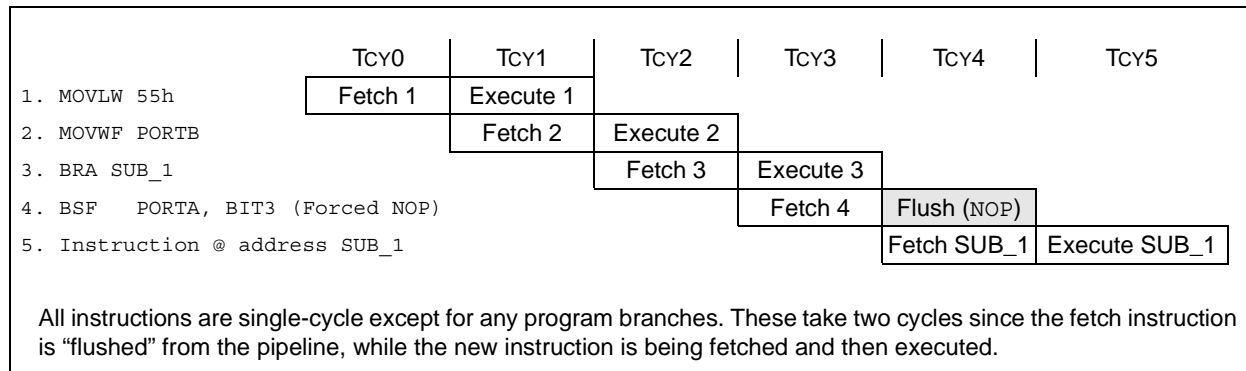 TCY0 TCY1 TCY2 TCY3 TCY4 TCY5
1. MOVLW 55h Fetch 1 Execute 1
2. MOVWF PORTB Fetch 2 Execute 2
3. BRA SUB_1 Fetch 3 Execute 3
4. BSF PORTA, BIT3 (Forced NOP) Fetch 4 Flush (NOP)
5. Instruction @ address SUB_1 Fetch SUB_1 Execute SUB_1
All instructions are single-cycle except for any program branches. These take two cycles since the fetch instruction
is “flushed” from the pipeline, while the new instruction is being fetched and then executed.